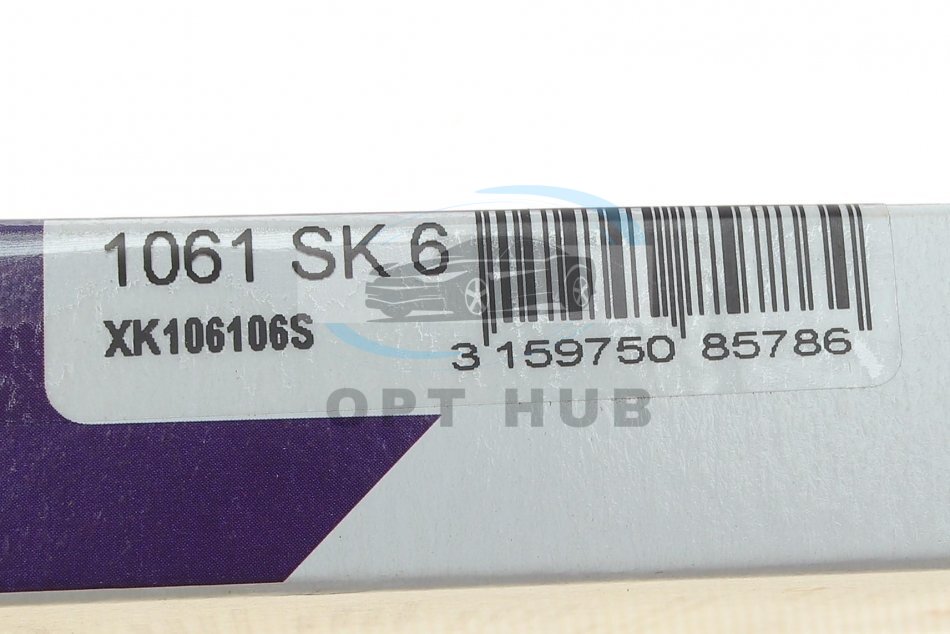 1061 SK 6
XK106106S
3 159750 85786
OPT HUB